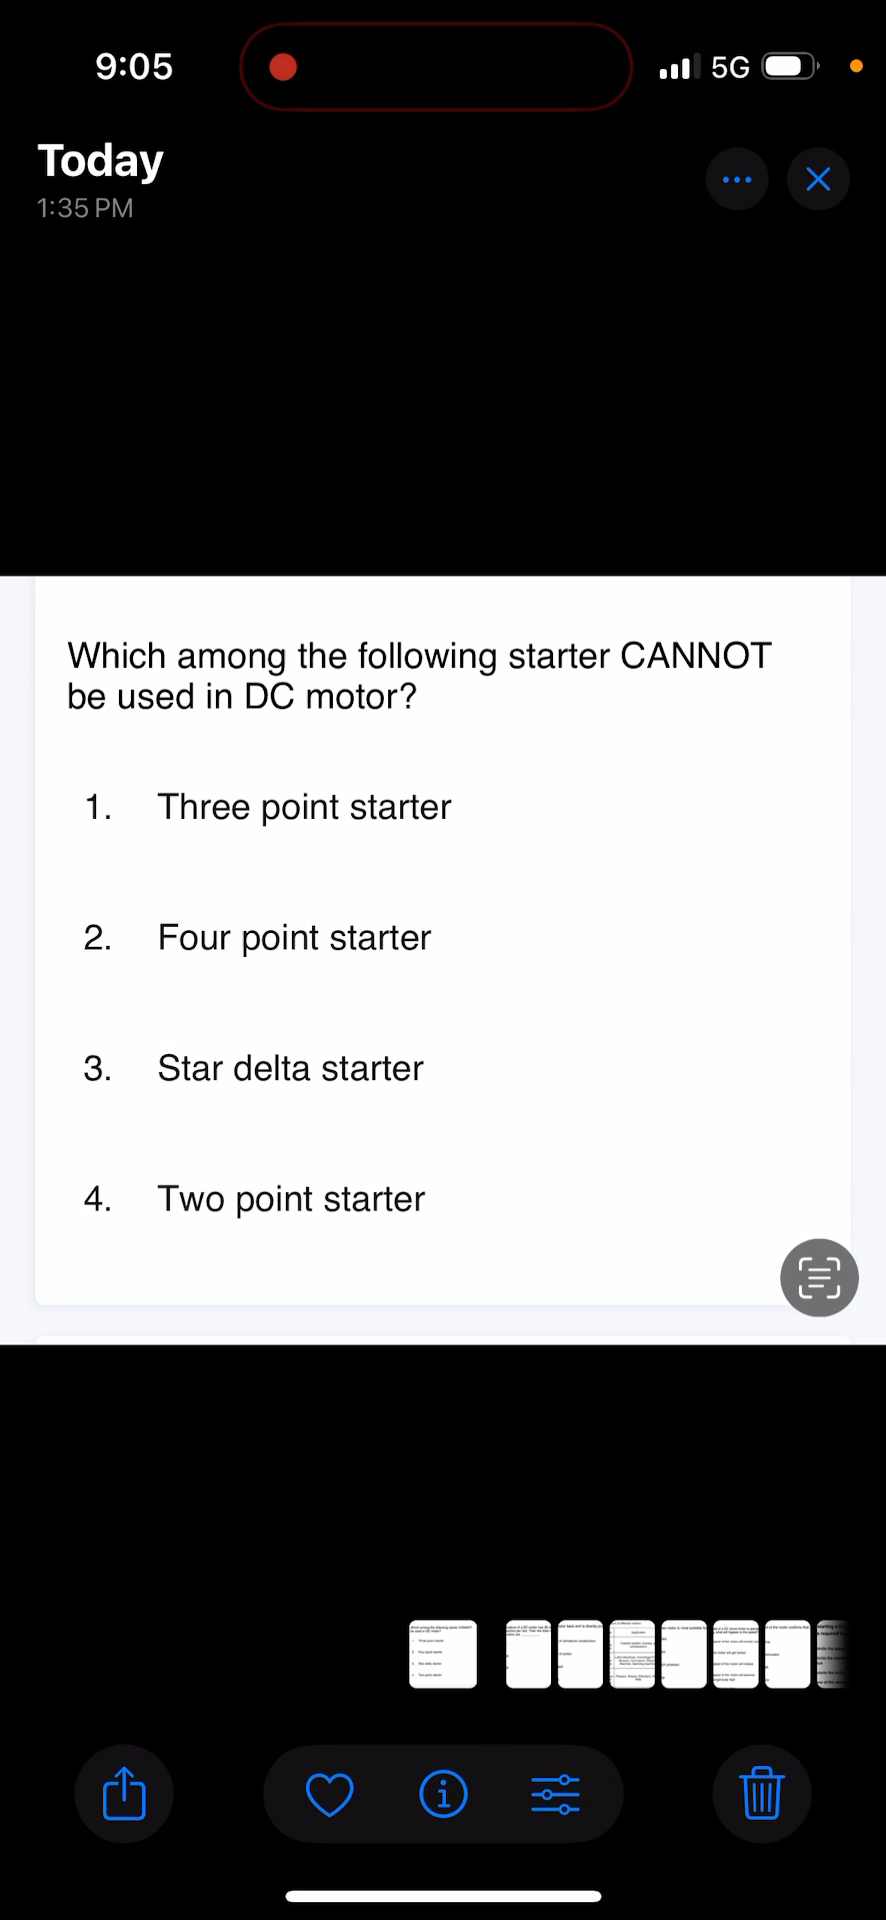 9:05
5G
Today
1:35 PM
Which among the following starter CANNOT
be used in DC motor?
1. Three point starter
2. Four point starter
3. Star delta starter
4. Two point starter